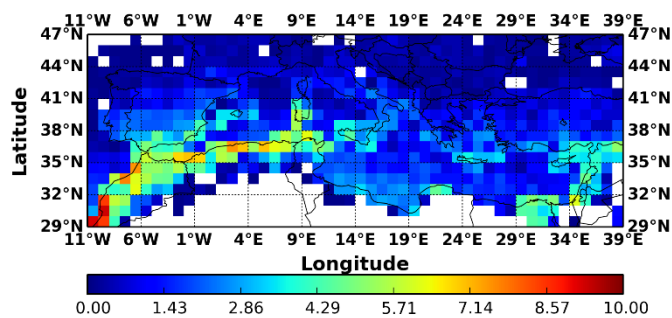 11°W 6°W 1°W 4°E 9°E 14°E 19°E 24°E 29°E 34°E 39°E
47°N 47°N
44°N 44°N
41°N 41°N
38°N 38°N
35°N 35°N
32°N 32°N
29°N 29°N
Latitude
11°W 6°W 1°W 4°E 9°E 14°E 19°E 24°E 29°E 34°E 39°E
Longitude
0.00 1.43 2.86 4.29 5.71 7.14 8.57 10.00